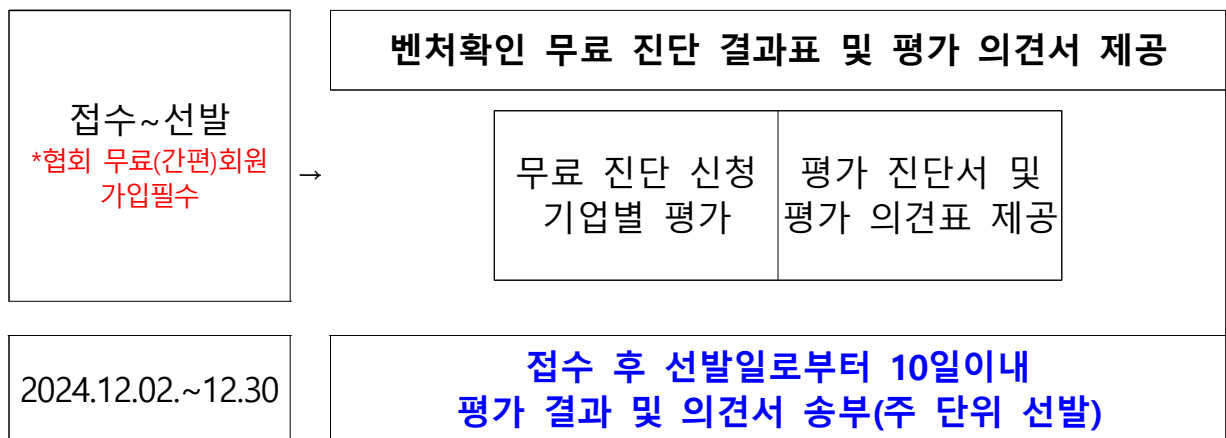 접수~선발
*협회 무료(간편)회원
가입필수
→
벤처확인 무료 진단 결과표 및 평가 의견서 제공
무료 진단 신청
기업별 평가
평가 진단서 및
평가 의견표 제공
2024.12.02.~12.30
접수 후 선발일로부터 10일이내
평가 결과 및 의견서 송부(주 단위 선발)